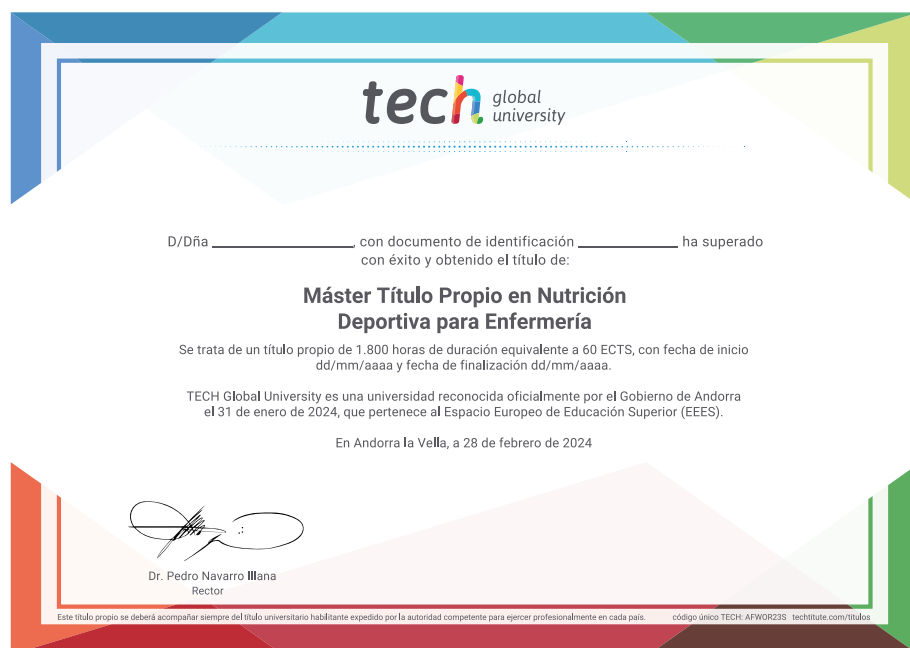 tech global
university
D/Dña ______________, con documento de identificación __________ ha superado
con éxito y obtenido el título de:
Máster Título Propio en Nutrición
Deportiva para Enfermería
Se trata de un título propio de 1.800 horas de duración equivalente a 60 ECTS, con fecha de inicio
dd/mm/aaaa y fecha de finalización dd/mm/aaaa.
TECH Global University es una universidad reconocida oficialmente por el Gobierno de Andorra
el 31 de enero de 2024, que pertenece al Espacio Europeo de Educación Superior (EEES).
En Andorra la Vella, a 28 de febrero de 2024
Dr. Pedro Navarro Illana
Rector
Este título propio se deberá acompañar siempre del título universitario habilitante expedido por la autoridad competente para ejercer profesionalmente en cada país. código único TECH: AFWOR23S techtitute.com/titulos